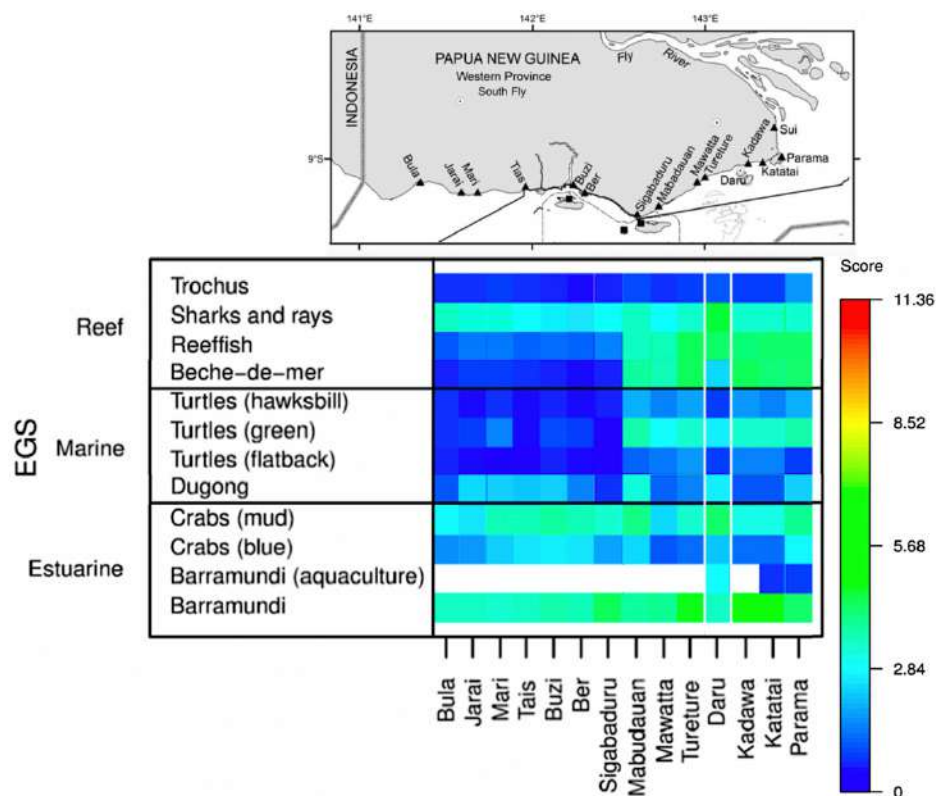 141°E 142°E 143°E
INDONESIA
PAPUA NEW GUINEA
Western Province
South Fly
Fly River
9°S
Bula
Jarai
Mari
Tias
Buzi
Ber
Sigabaduru
Mabadauan
Mawatta
Tureture
Daru
Kadawa
Katatai
Parama
Sui
EGS
Reef
Trochus
Sharks and rays
Reeffish
Beche-de-mer
Marine
Turtles (hawksbill)
Turtles (green)
Turtles (flatback)
Dugong
Estuarine
Crabs (mud)
Crabs (blue)
Barramundi (aquaculture)
Barramundi
Bula
Jarai
Mari
Tais
Buzi
Ber
Sigabaduru
Mabudauan
Mawatta
Tureture
Daru
Kadawa
Katatai
Parama
Score
11.36
8.52
5.68
2.84
0